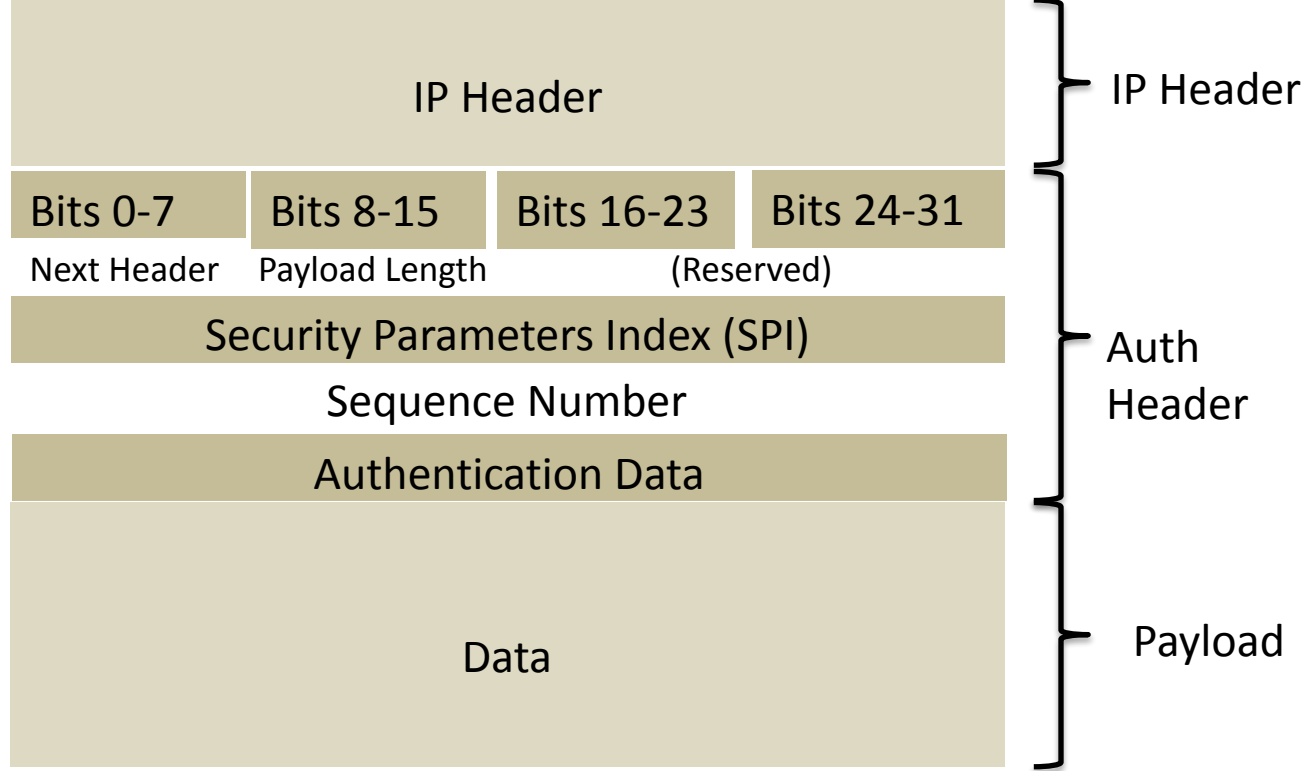 IP Header
IP Header
Bits 0-7
Bits 8-15
Bits 16-23
Bits 24-31
Next Header
Payload Length
(Reserved)
Security Parameters Index (SPI)
Auth
Header
Sequence Number
Authentication Data
Data
Payload